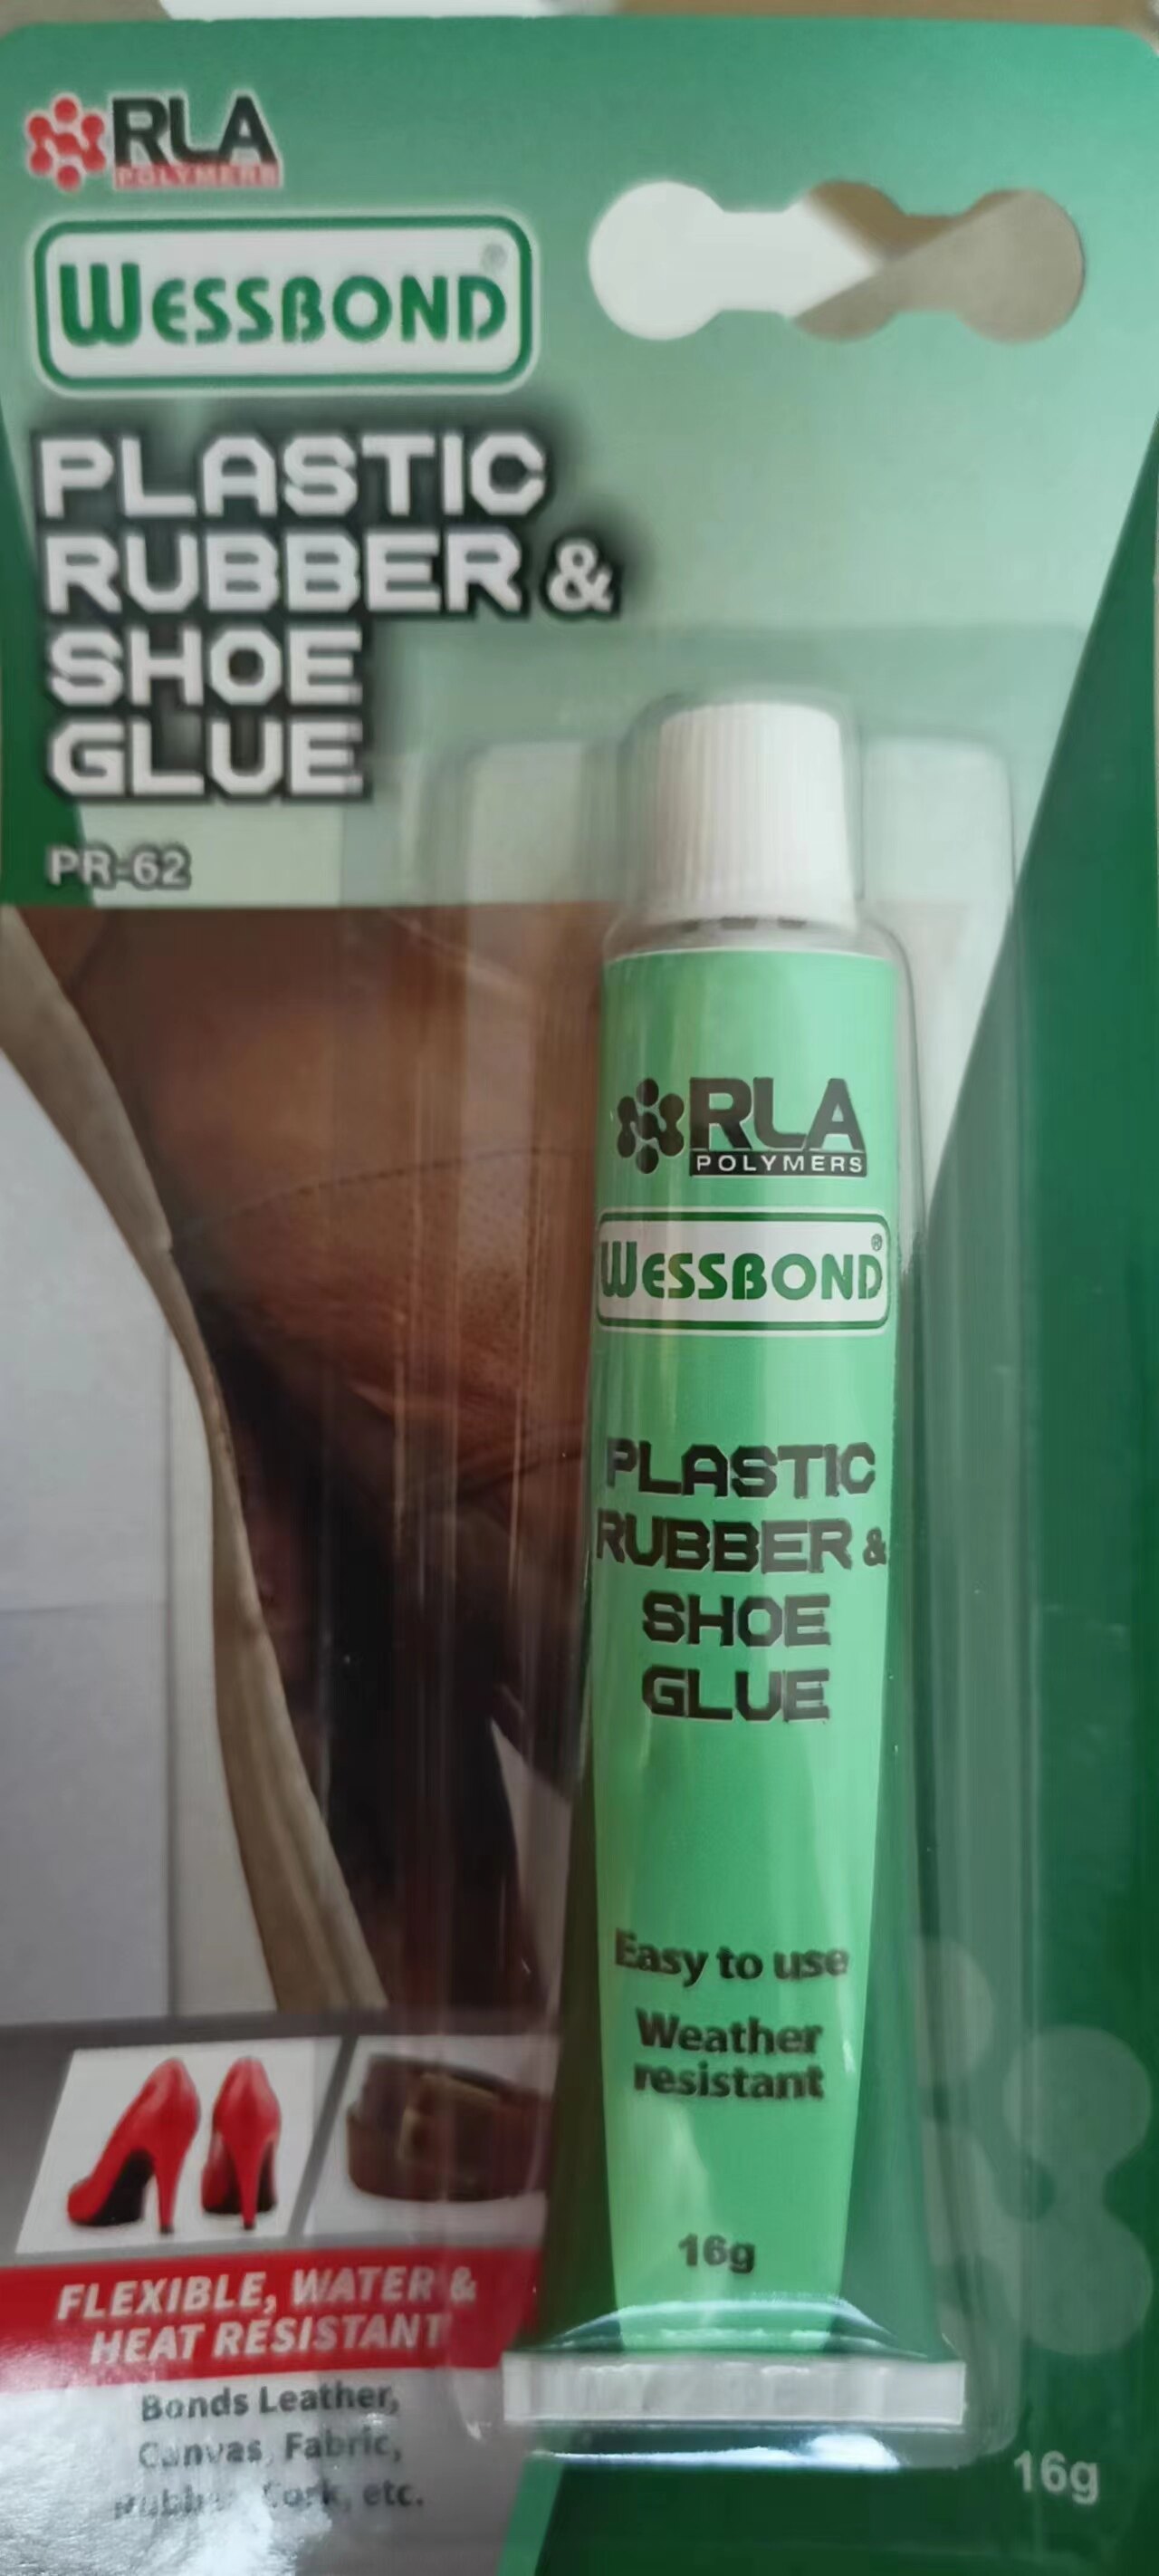 RLA
POLYMERS
WESSBOND®
PLASTIC
RUBBER &
SHOE
GLUE
PR-62
RLA
POLYMERS
WESSBOND®
PLASTIC
RUBBER &
SHOE
GLUE
Easy to use
Weather
resistant
16g
FLEXIBLE, WATER &
HEAT RESISTANT
Bonds Leather,
Canvas, Fabric,
Rubber, Cork, etc.
16g